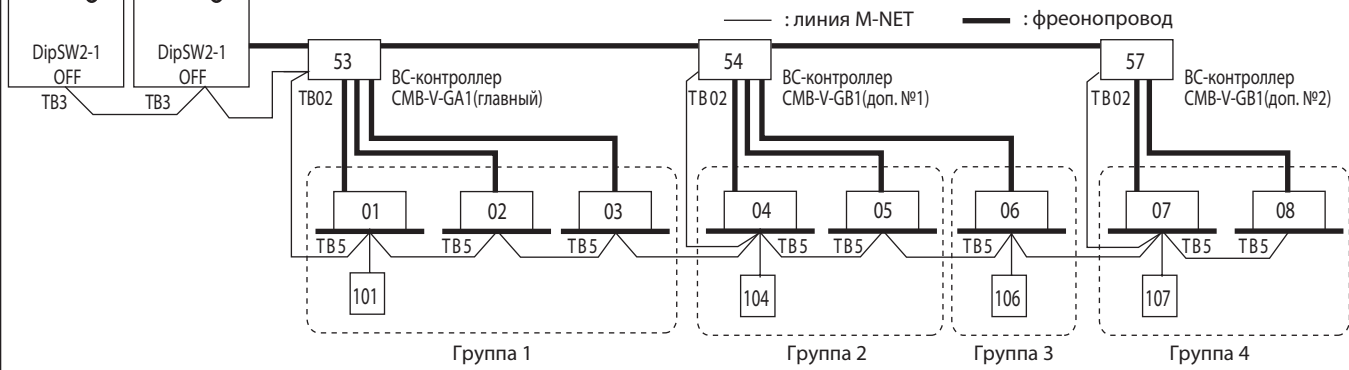 : линия M-NET
: фреонопровод
DipSW2-1
OFF
TB3
DipSW2-1
OFF
TB3
53
TB02
BC-контроллер
CMB-V-GA1(главный)
54
TB02
BC-контроллер
CMB-V-GB1(доп. №1)
57
TB02
BC-контроллер
CMB-V-GB1(доп. №2)
01
TB5
02
TB5
03
TB5
04
TB5
05
TB5
06
TB5
07
TB5
08
TB5
101
104
106
107
Группа 1
Группа 2
Группа 3
Группа 4